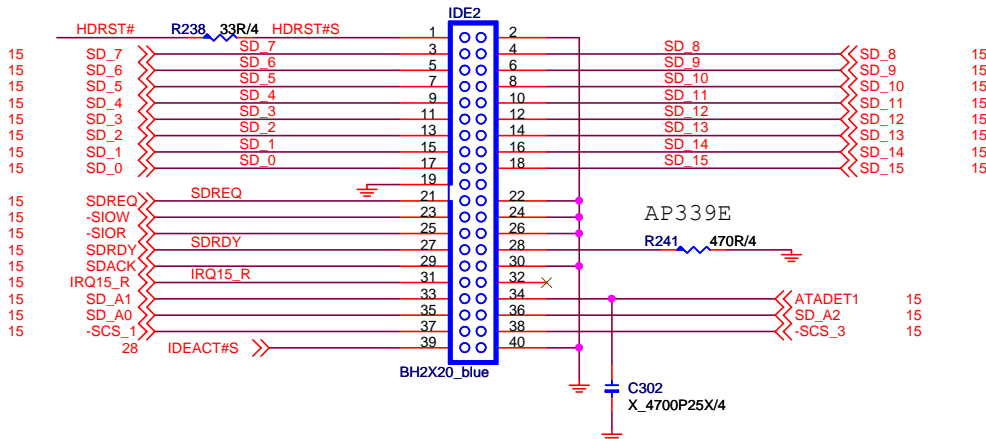 IDE2
HDRST# R238 33R/4 HDRST#S 1 2
15 SD_7 SD_7 3 4 SD_8 SD_8 15
15 SD_6 SD_6 5 6 SD_9 SD_9 15
15 SD_5 SD_5 7 8 SD_10 SD_10 15
15 SD_4 SD_4 9 10 SD_11 SD_11 15
15 SD_3 SD_3 11 12 SD_12 SD_12 15
15 SD_2 SD_2 13 14 SD_13 SD_13 15
15 SD_1 SD_1 15 16 SD_14 SD_14 15
15 SD_0 SD_0 17 18 SD_15 SD_15 15
19
15 SDREQ SDREQ 21 22
15 -SIOW 23 24 AP339E
15 -SIOR 25 26
15 SDRDY SDRDY 27 28 R241 470R/4
15 SDACK 29 30
15 IRQ15_R IRQ15_R 31 32
15 SD_A1 33 34 ATADET1 15
15 SD_A0 35 36 SD_A2 15
15 -SCS_1 37 38 -SCS_3 15
28 IDEACT#S 39 40
BH2X20_blue
C302
X_4700P25X/4